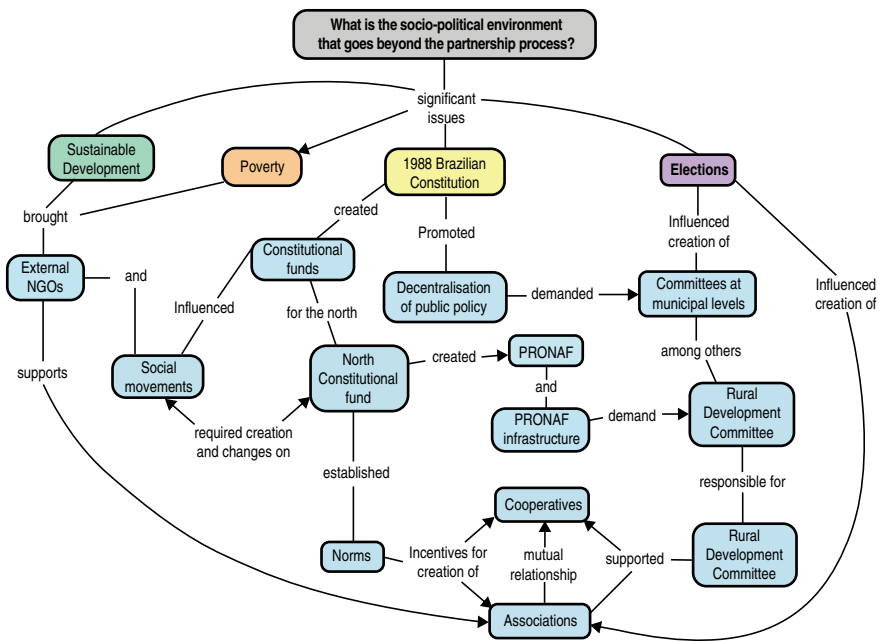 What is the socio-political environment
that goes beyond the partnership process?
significant
issues
Sustainable
Development
Poverty
1988 Brazilian
Constitution
Elections
brought
created
Promoted
Influenced
creation of
External
NGOs
and
Constitutional
funds
Decentralisation
of public policy
demanded
Committees at
municipal levels
Influenced
creation of
Influenced
for the north
supports
Social
movements
North
Constitutional
fund
created
PRONAF
among others
and
required creation
and changes on
PRONAF
infrastructure
demand
Rural
Development
Committee
established
responsible for
Cooperatives
Norms
Incentives for
creation of
mutual
relationship
supported
Rural
Development
Committee
Associations